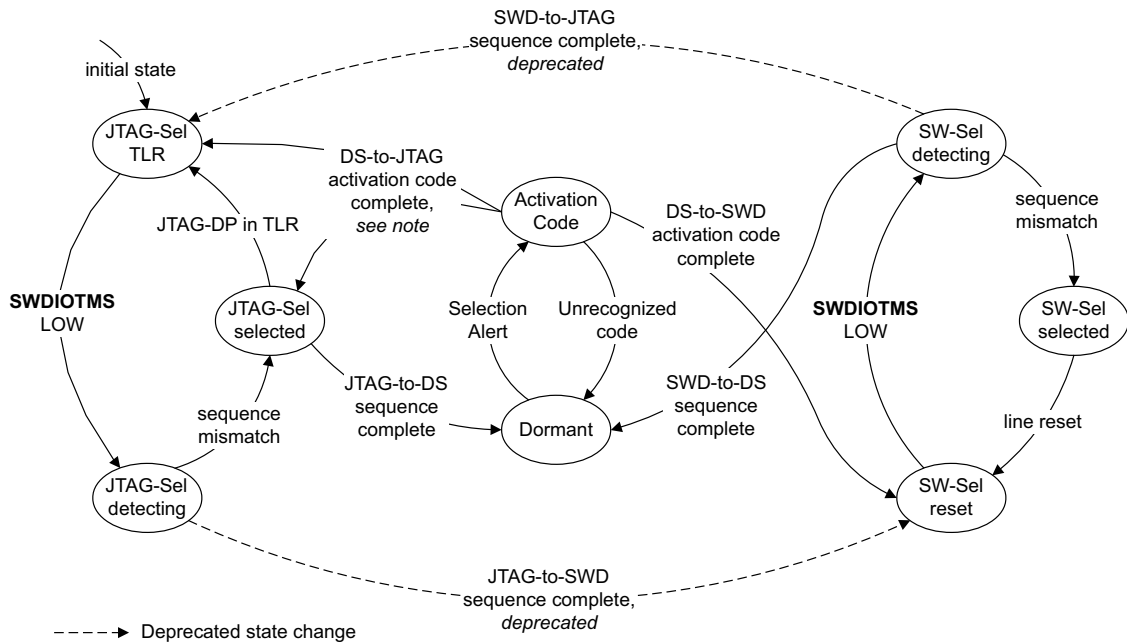 SWD-to-JTAG
sequence complete,
deprecated
initial state
JTAG-Sel
TLR
SW-Sel
detecting
DS-to-JTAG
activation code
complete,
see note
Activation
Code
DS-to-SWD
activation code
complete
sequence
mismatch
JTAG-DP in TLR
SWDIOTMS
LOW
JTAG-Sel
selected
Selection
Alert
Unrecognized
code
SWDIOTMS
LOW
SW-Sel
selected
JTAG-to-DS
sequence
complete
SWD-to-DS
sequence
complete
sequence
mismatch
Dormant
line reset
JTAG-Sel
detecting
SW-Sel
reset
JTAG-to-SWD
sequence complete,
deprecated
Deprecated state change